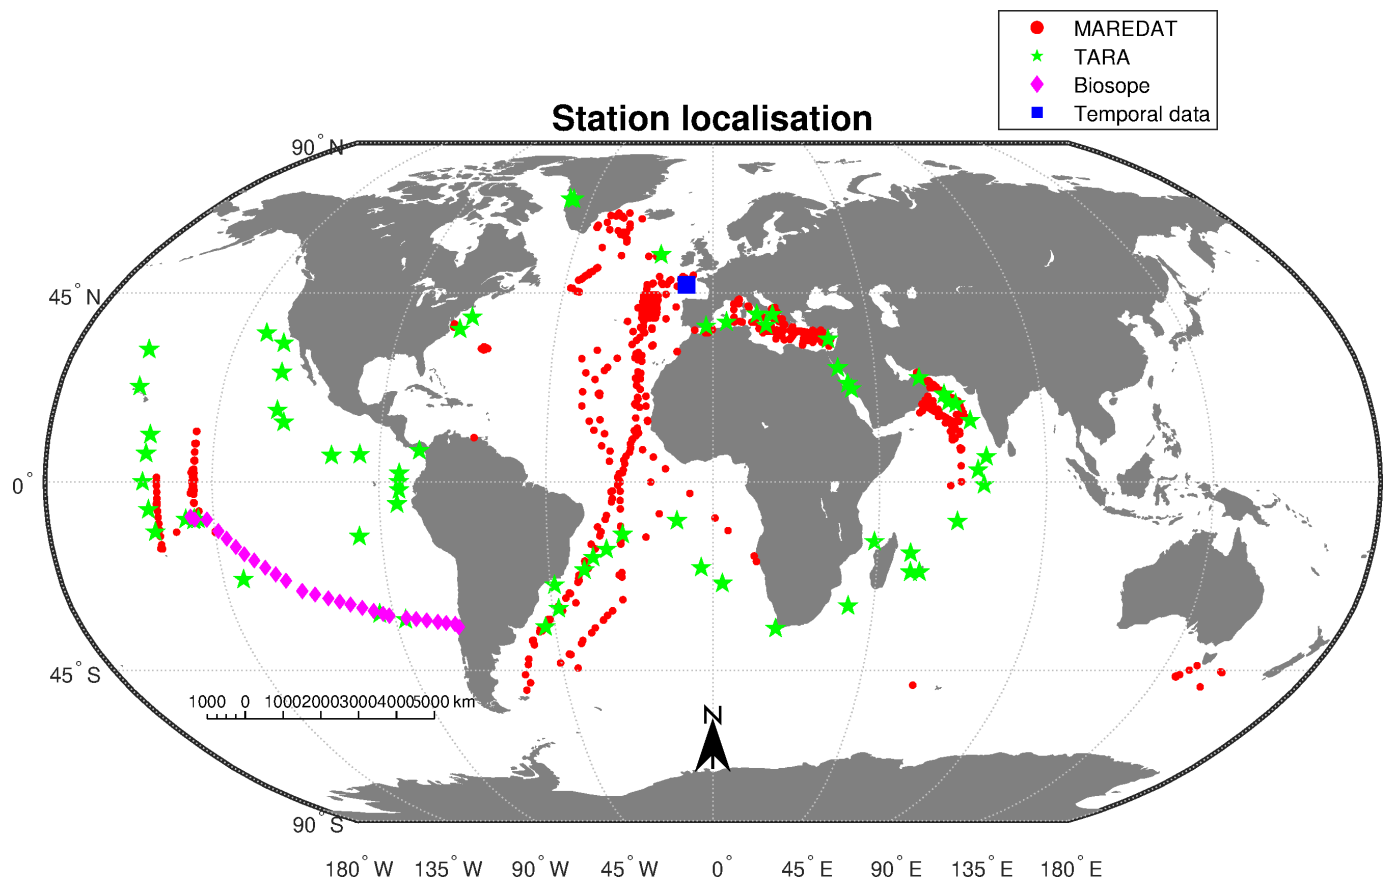 MAREDAT
TARA
Biosope
Temporal data
Station localisation
90° N
45° N
0°
45° S
1000 0 1000 2000 3000 4000 5000 km
N
90° S
180° W 135° W 90° W 45° W 0° 45° E 90° E 135° E 180° E